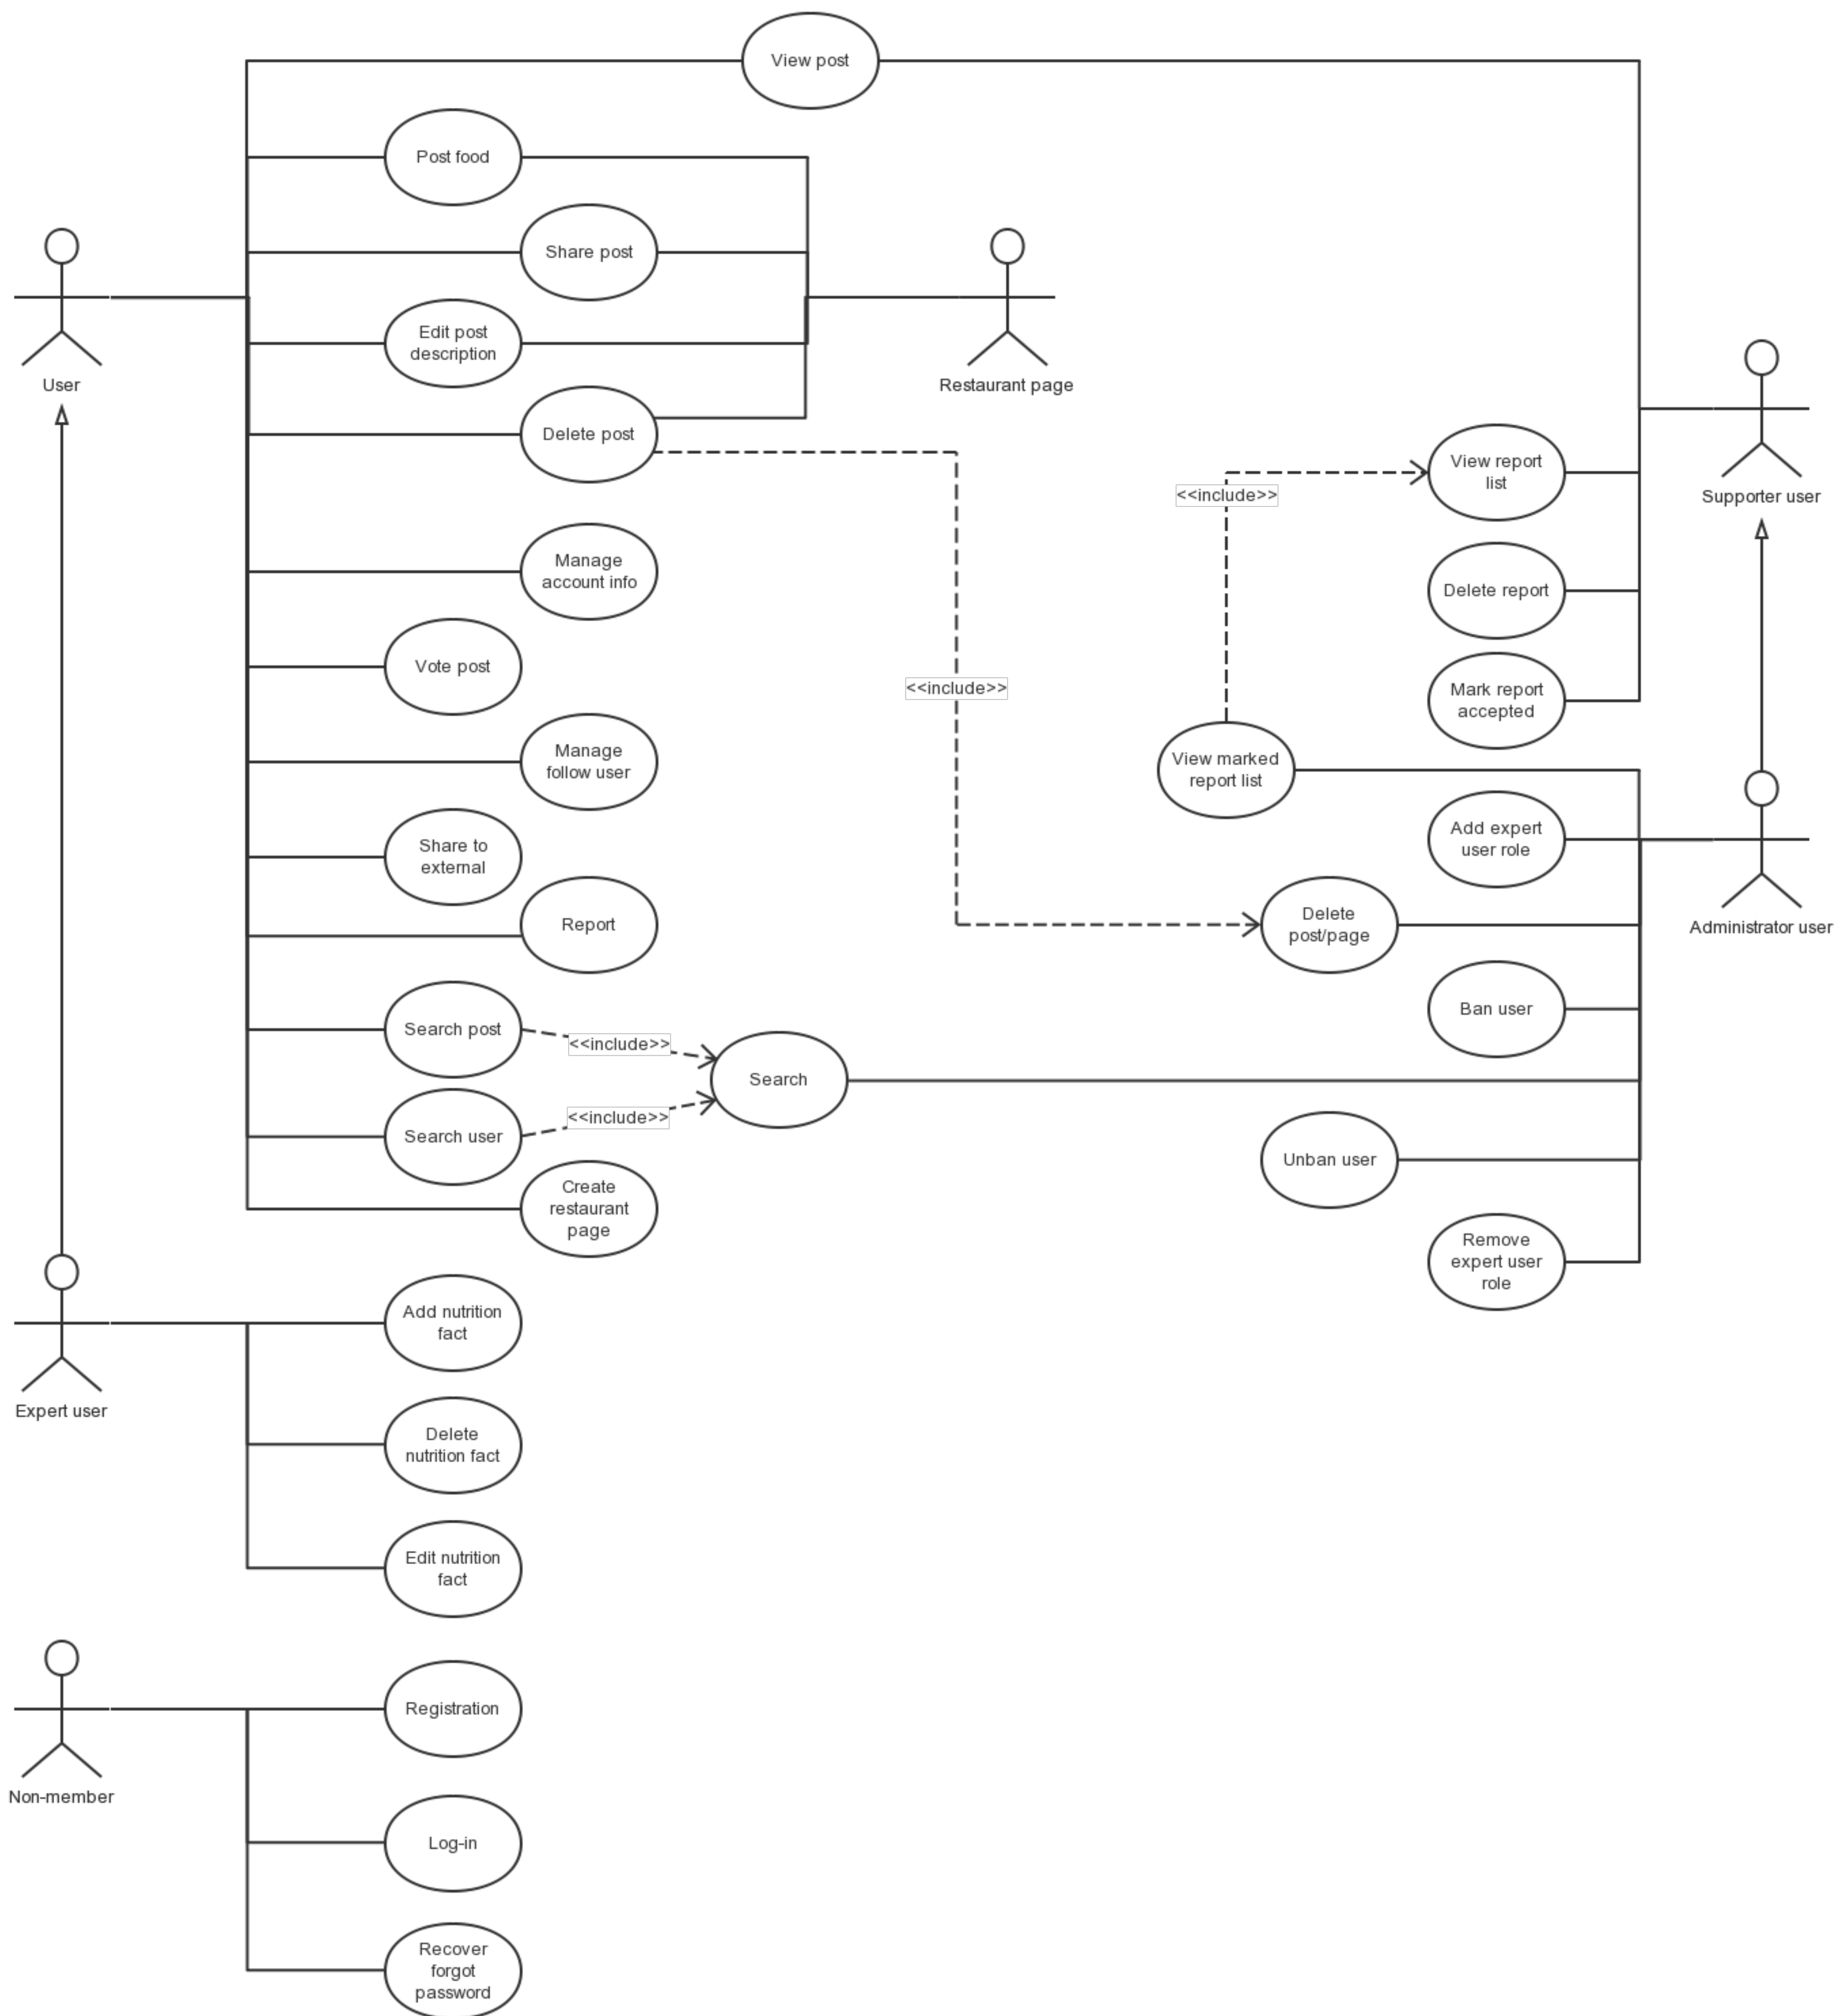 View post
Post food
Share post
Edit post
description
User
Restaurant page
Delete post
View report
list
<<include>>
Supporter user
Manage
account info
Delete report
Vote post
<<include>>
Mark report
accepted
Manage
follow user
View marked
report list
Share to
external
Add expert
user role
Report
Delete
post/page
Administrator user
Search post
<<include>>
Ban user
Search
<<include>>
Search user
Unban user
Create
restaurant
page
Remove
expert user
role
Add nutrition
fact
Expert user
Delete
nutrition fact
Edit nutrition
fact
Registration
Non-member
Log-in
Recover
forgot
password